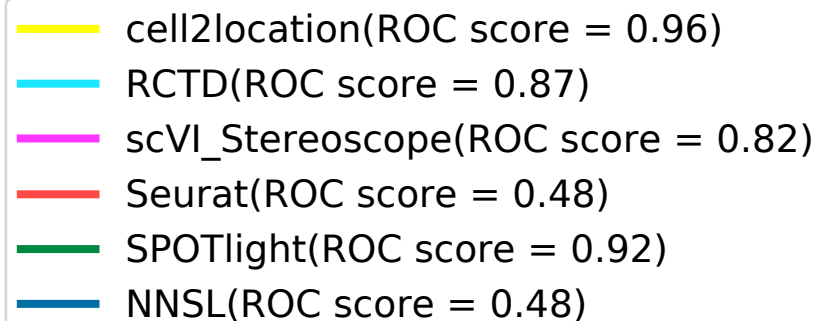 cell2location(ROC score = 0.96)
RCTD(ROC score = 0.87)
scVI_Stereoscope(ROC score = 0.82)
Seurat(ROC score = 0.48)
SPOTlight(ROC score = 0.92)
NNSL(ROC score = 0.48)